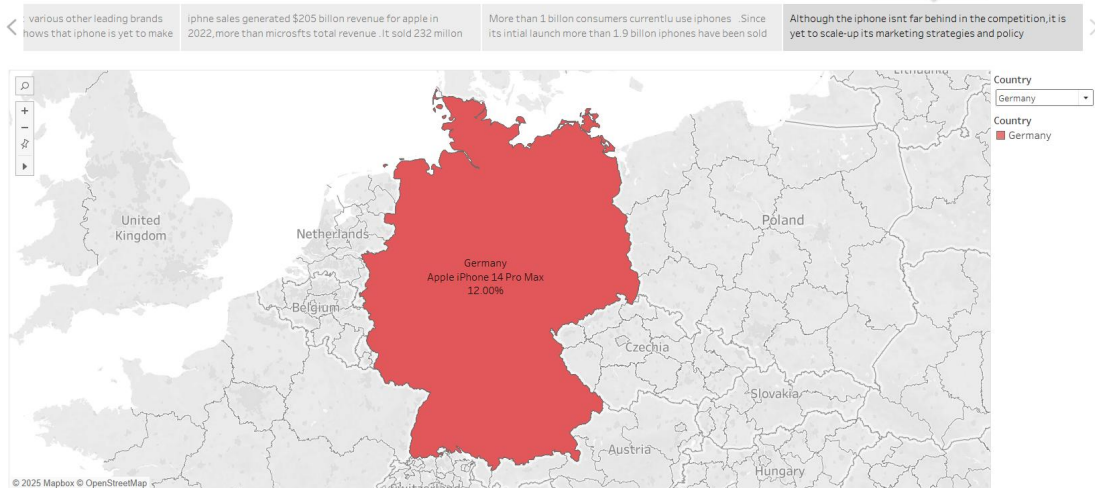 various other leading brands
hows that iphone is yet to make
iphne sales generated $205 billon revenue for apple in
2022,more than microsfts total revenue .It sold 232 millon
More than 1 billon consumers currentlu use iphones .Since
its intial launch more than 1.9 billon iphones have been sold
Although the iphone isnt far behind in the competition,it is
yet to scale-up its marketing strategies and policy
Lithuania
Country
Germany
Country
Germany
United
Kingdom
Netherlands
Poland
Germany
Apple iPhone 14 Pro Max
12.00%
Belgium
Czechia
Slovakia
Austria
Hungary
Switzerland
© 2025 Mapbox © OpenStreetMap